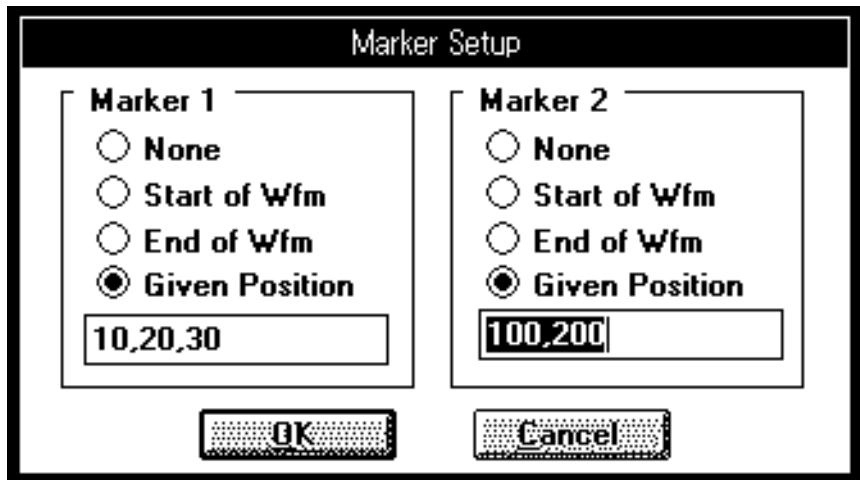 Marker Setup
Marker 1
None
Start of Wfm
End of Wfm
Given Position
10,20,30
Marker 2
None
Start of Wfm
End of Wfm
Given Position
100,200
OK
Cancel